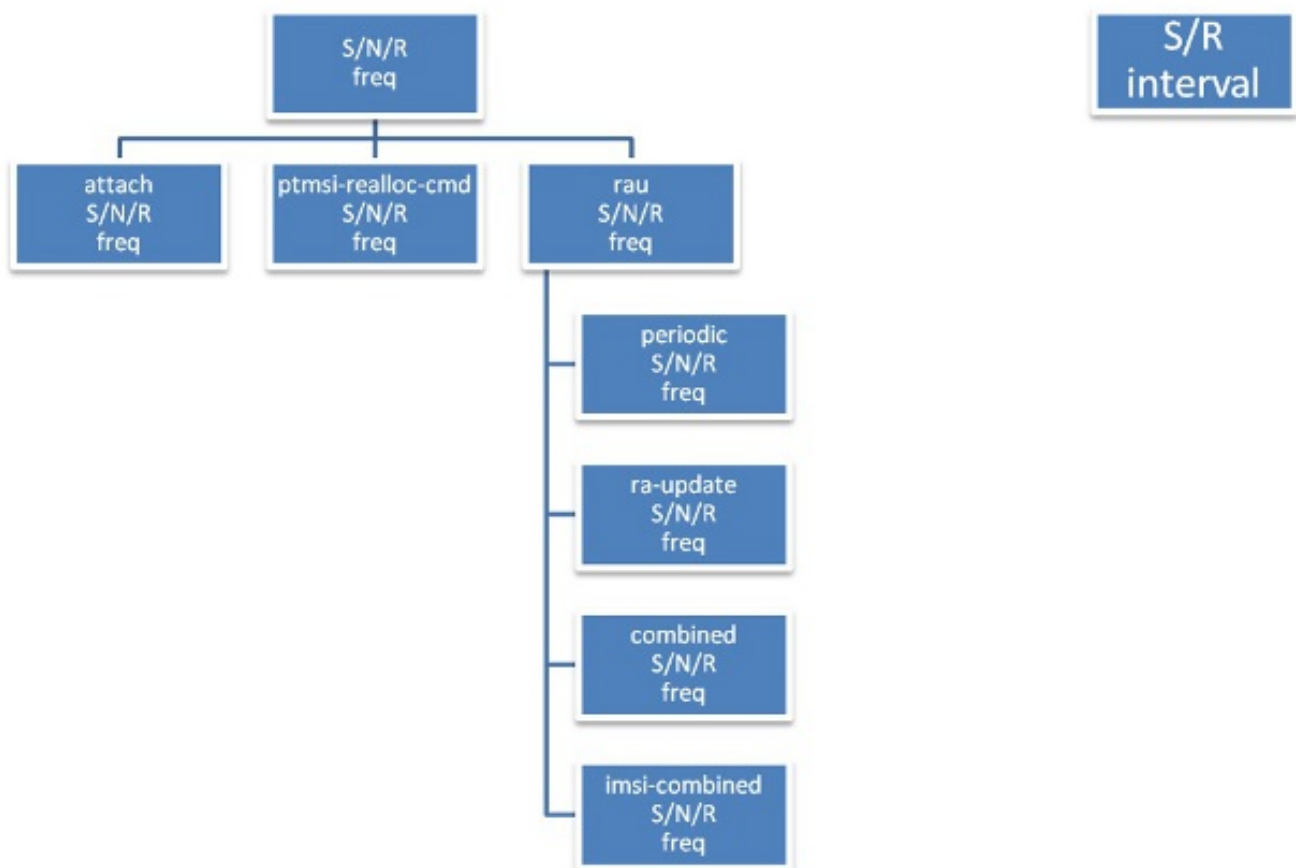 S/N/R
freq
S/R
interval
attach
S/N/R
freq
ptmsi-realloc-cmd
S/N/R
freq
rau
S/N/R
freq
periodic
S/N/R
freq
ra-update
S/N/R
freq
combined
S/N/R
freq
imsi-combined
S/N/R
freq